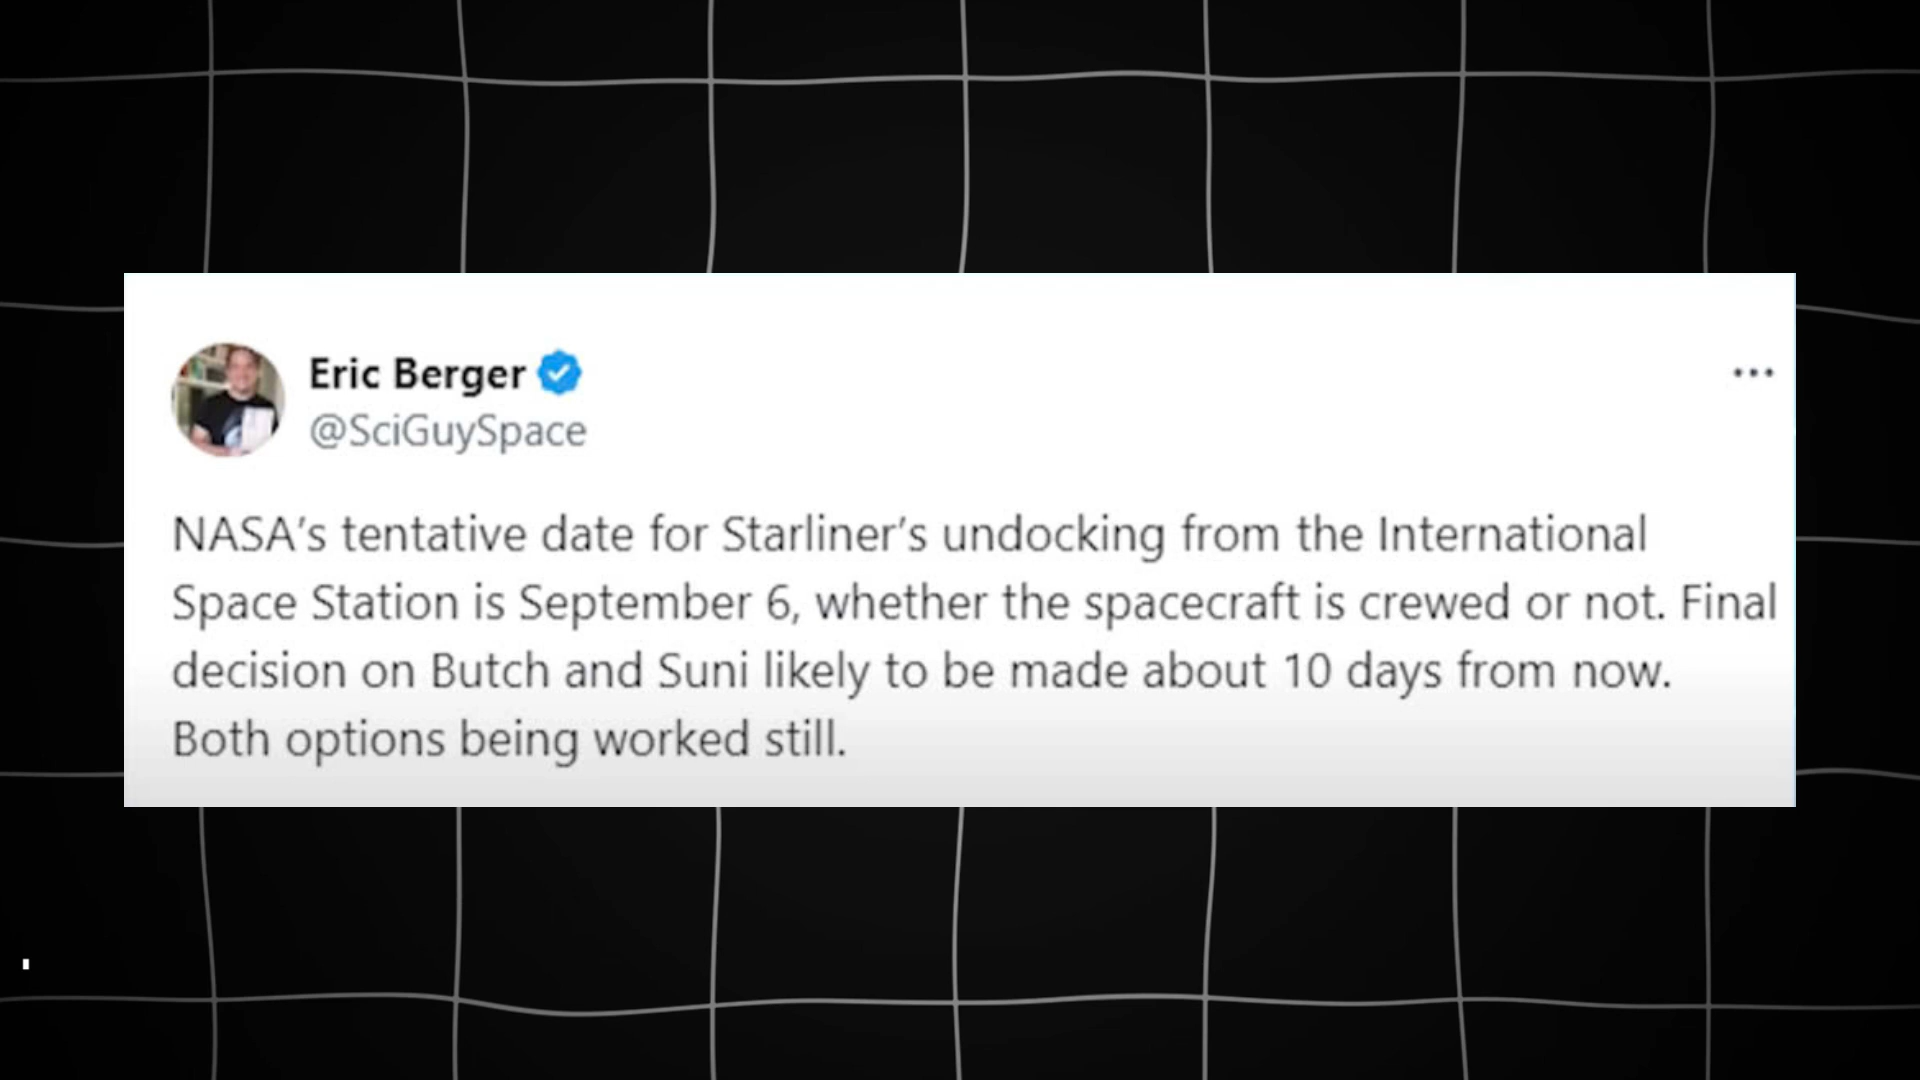 Eric Berger
@SciGuySpace
NASA's tentative date for Starliner's undocking from the International
Space Station is September 6, whether the spacecraft is crewed or not. Final
decision on Butch and Suni likely to be made about 10 days from now.
Both options being worked still.